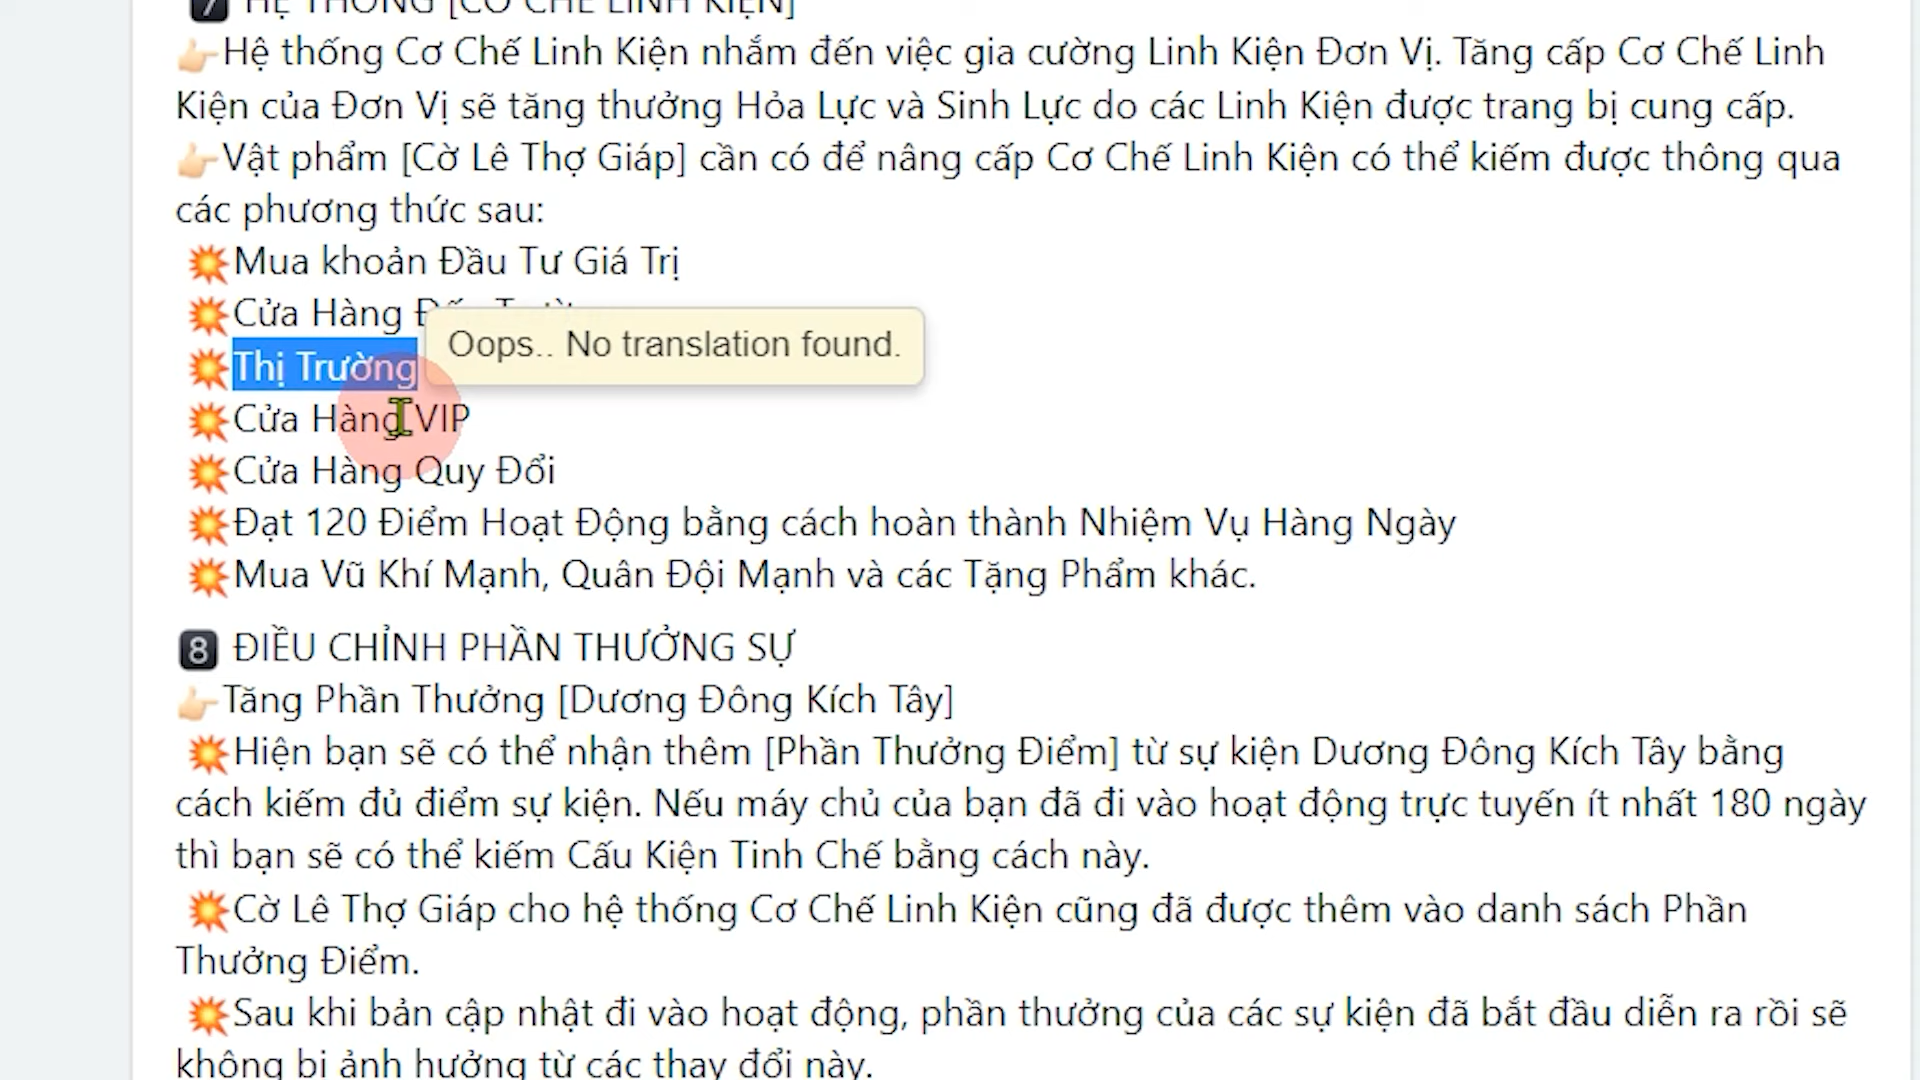 7 HỆ THỐNG [CƠ CHẾ LINH KIỆN]
👉🏻Hệ thống Cơ Chế Linh Kiện nhắm đến việc gia cường Linh Kiện Đơn Vị. Tăng cấp Cơ Chế Linh
Kiện của Đơn Vị sẽ tăng thưởng Hỏa Lực và Sinh Lực do các Linh Kiện được trang bị cung cấp.
👉🏻Vật phẩm [Cờ Lê Thợ Giáp] cần có để nâng cấp Cơ Chế Linh Kiện có thể kiếm được thông qua
các phương thức sau:
💥Mua khoản Đầu Tư Giá Trị
💥Cửa Hàng
Oops.. No translation found.
💥Thị Trường
💥Cửa Hàng VIP
💥Cửa Hàng Quy Đổi
💥Đạt 120 Điểm Hoạt Động bằng cách hoàn thành Nhiệm Vụ Hàng Ngày
💥Mua Vũ Khí Mạnh, Quân Đội Mạnh và các Tặng Phẩm khác.
8 ĐIỀU CHỈNH PHẦN THƯỞNG SỰ
👉🏻Tăng Phần Thưởng [Dương Đông Kích Tây]
💥Hiện bạn sẽ có thể nhận thêm [Phần Thưởng Điểm] từ sự kiện Dương Đông Kích Tây bằng
cách kiếm đủ điểm sự kiện. Nếu máy chủ của bạn đã đi vào hoạt động trực tuyến ít nhất 180 ngày
thì bạn sẽ có thể kiếm Cấu Kiện Tinh Chế bằng cách này.
💥Cờ Lê Thợ Giáp cho hệ thống Cơ Chế Linh Kiện cũng đã được thêm vào danh sách Phần
Thưởng Điểm.
💥Sau khi bản cập nhật đi vào hoạt động, phần thưởng của các sự kiện đã bắt đầu diễn ra rồi sẽ
không bị ảnh hưởng từ các thay đổi này.